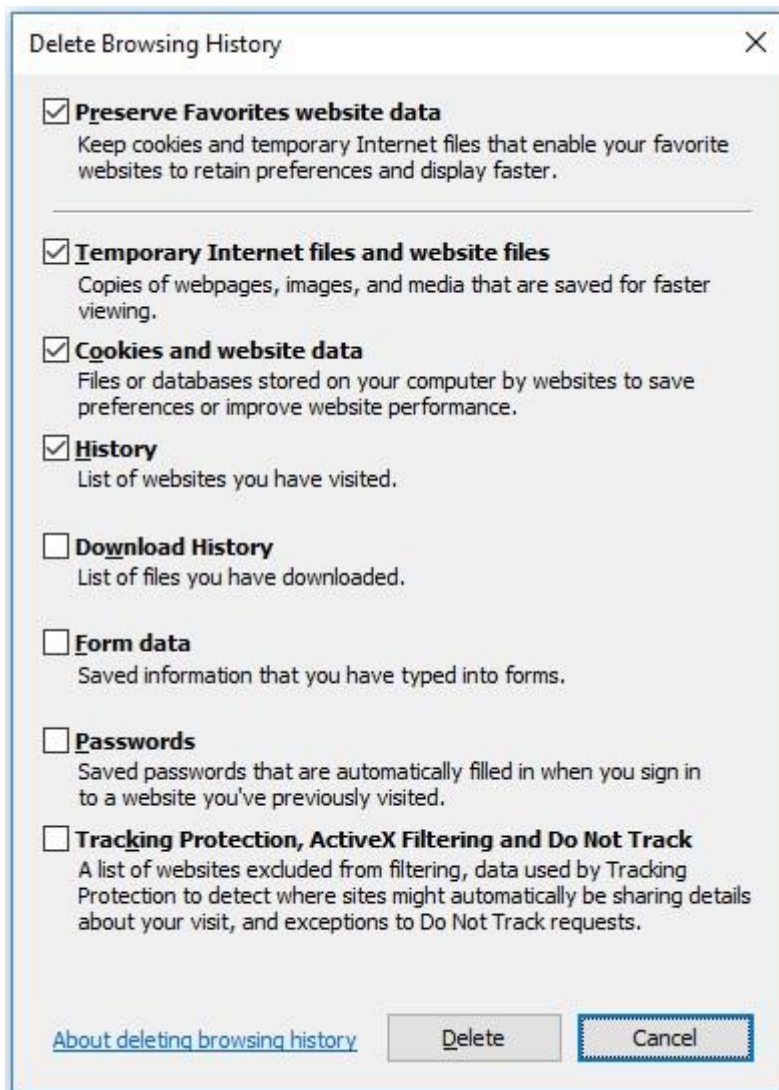 Delete Browsing History
Preserve Favorites website data
Keep cookies and temporary Internet files that enable your favorite
websites to retain preferences and display faster.
Temporary Internet files and website files
Copies of webpages, images, and media that are saved for faster
viewing.
Cookies and website data
Files or databases stored on your computer by websites to save
preferences or improve website performance.
History
List of websites you have visited.
Download History
List of files you have downloaded.
Form data
Saved information that you have typed into forms.
Passwords
Saved passwords that are automatically filled in when you sign in
to a website you've previously visited.
Tracking Protection, ActiveX Filtering and Do Not Track
A list of websites excluded from filtering, data used by Tracking
Protection to detect where sites might automatically be sharing details
about your visit, and exceptions to Do Not Track requests.
About deleting browsing history Delete Cancel